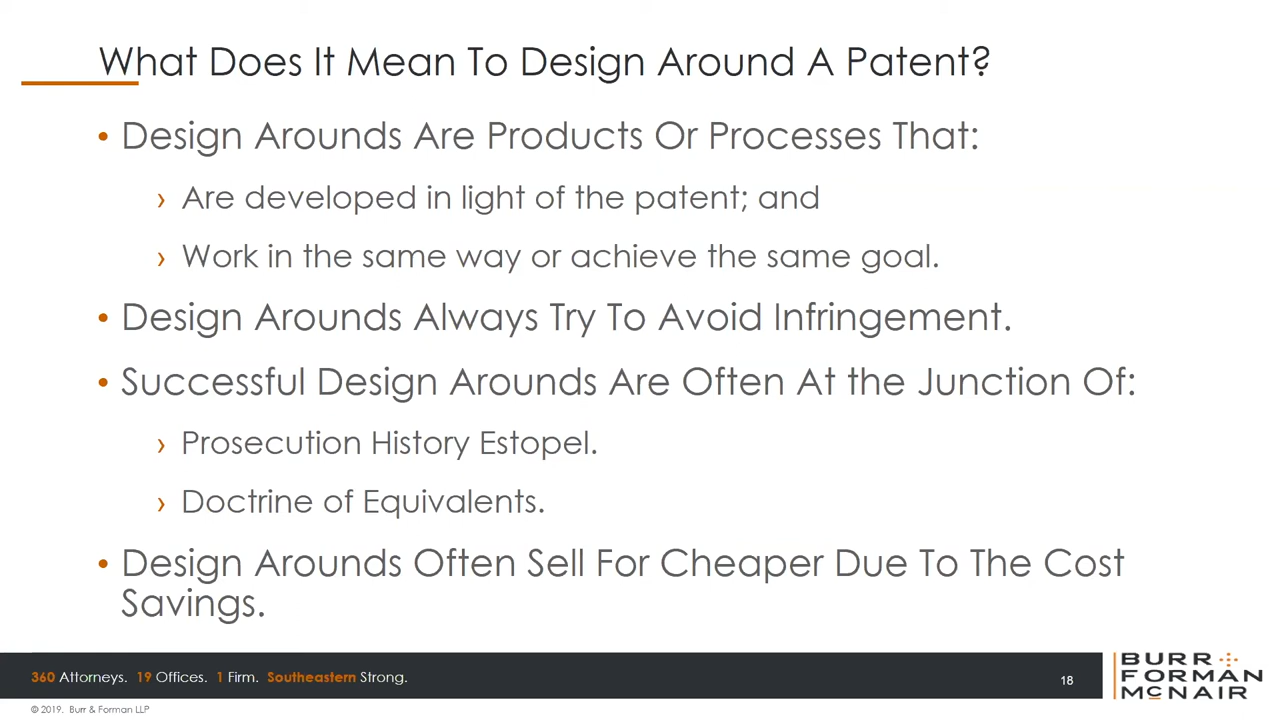 What Does It Mean To Design Around A Patent?
• Design Arounds Are Products Or Processes That:
› Are developed in light of the patent; and
› Work in the same way or achieve the same goal.
• Design Arounds Always Try To Avoid Infringement.
• Successful Design Arounds Are Often At the Junction Of:
› Prosecution History Estopel.
› Doctrine of Equivalents.
• Design Arounds Often Sell For Cheaper Due To The Cost
Savings.
360 Attorneys. 19 Offices. 1 Firm. Southeastern Strong.
18
BURR
FORMAN
MCNAIR
© 2019. Burr & Forman LLP